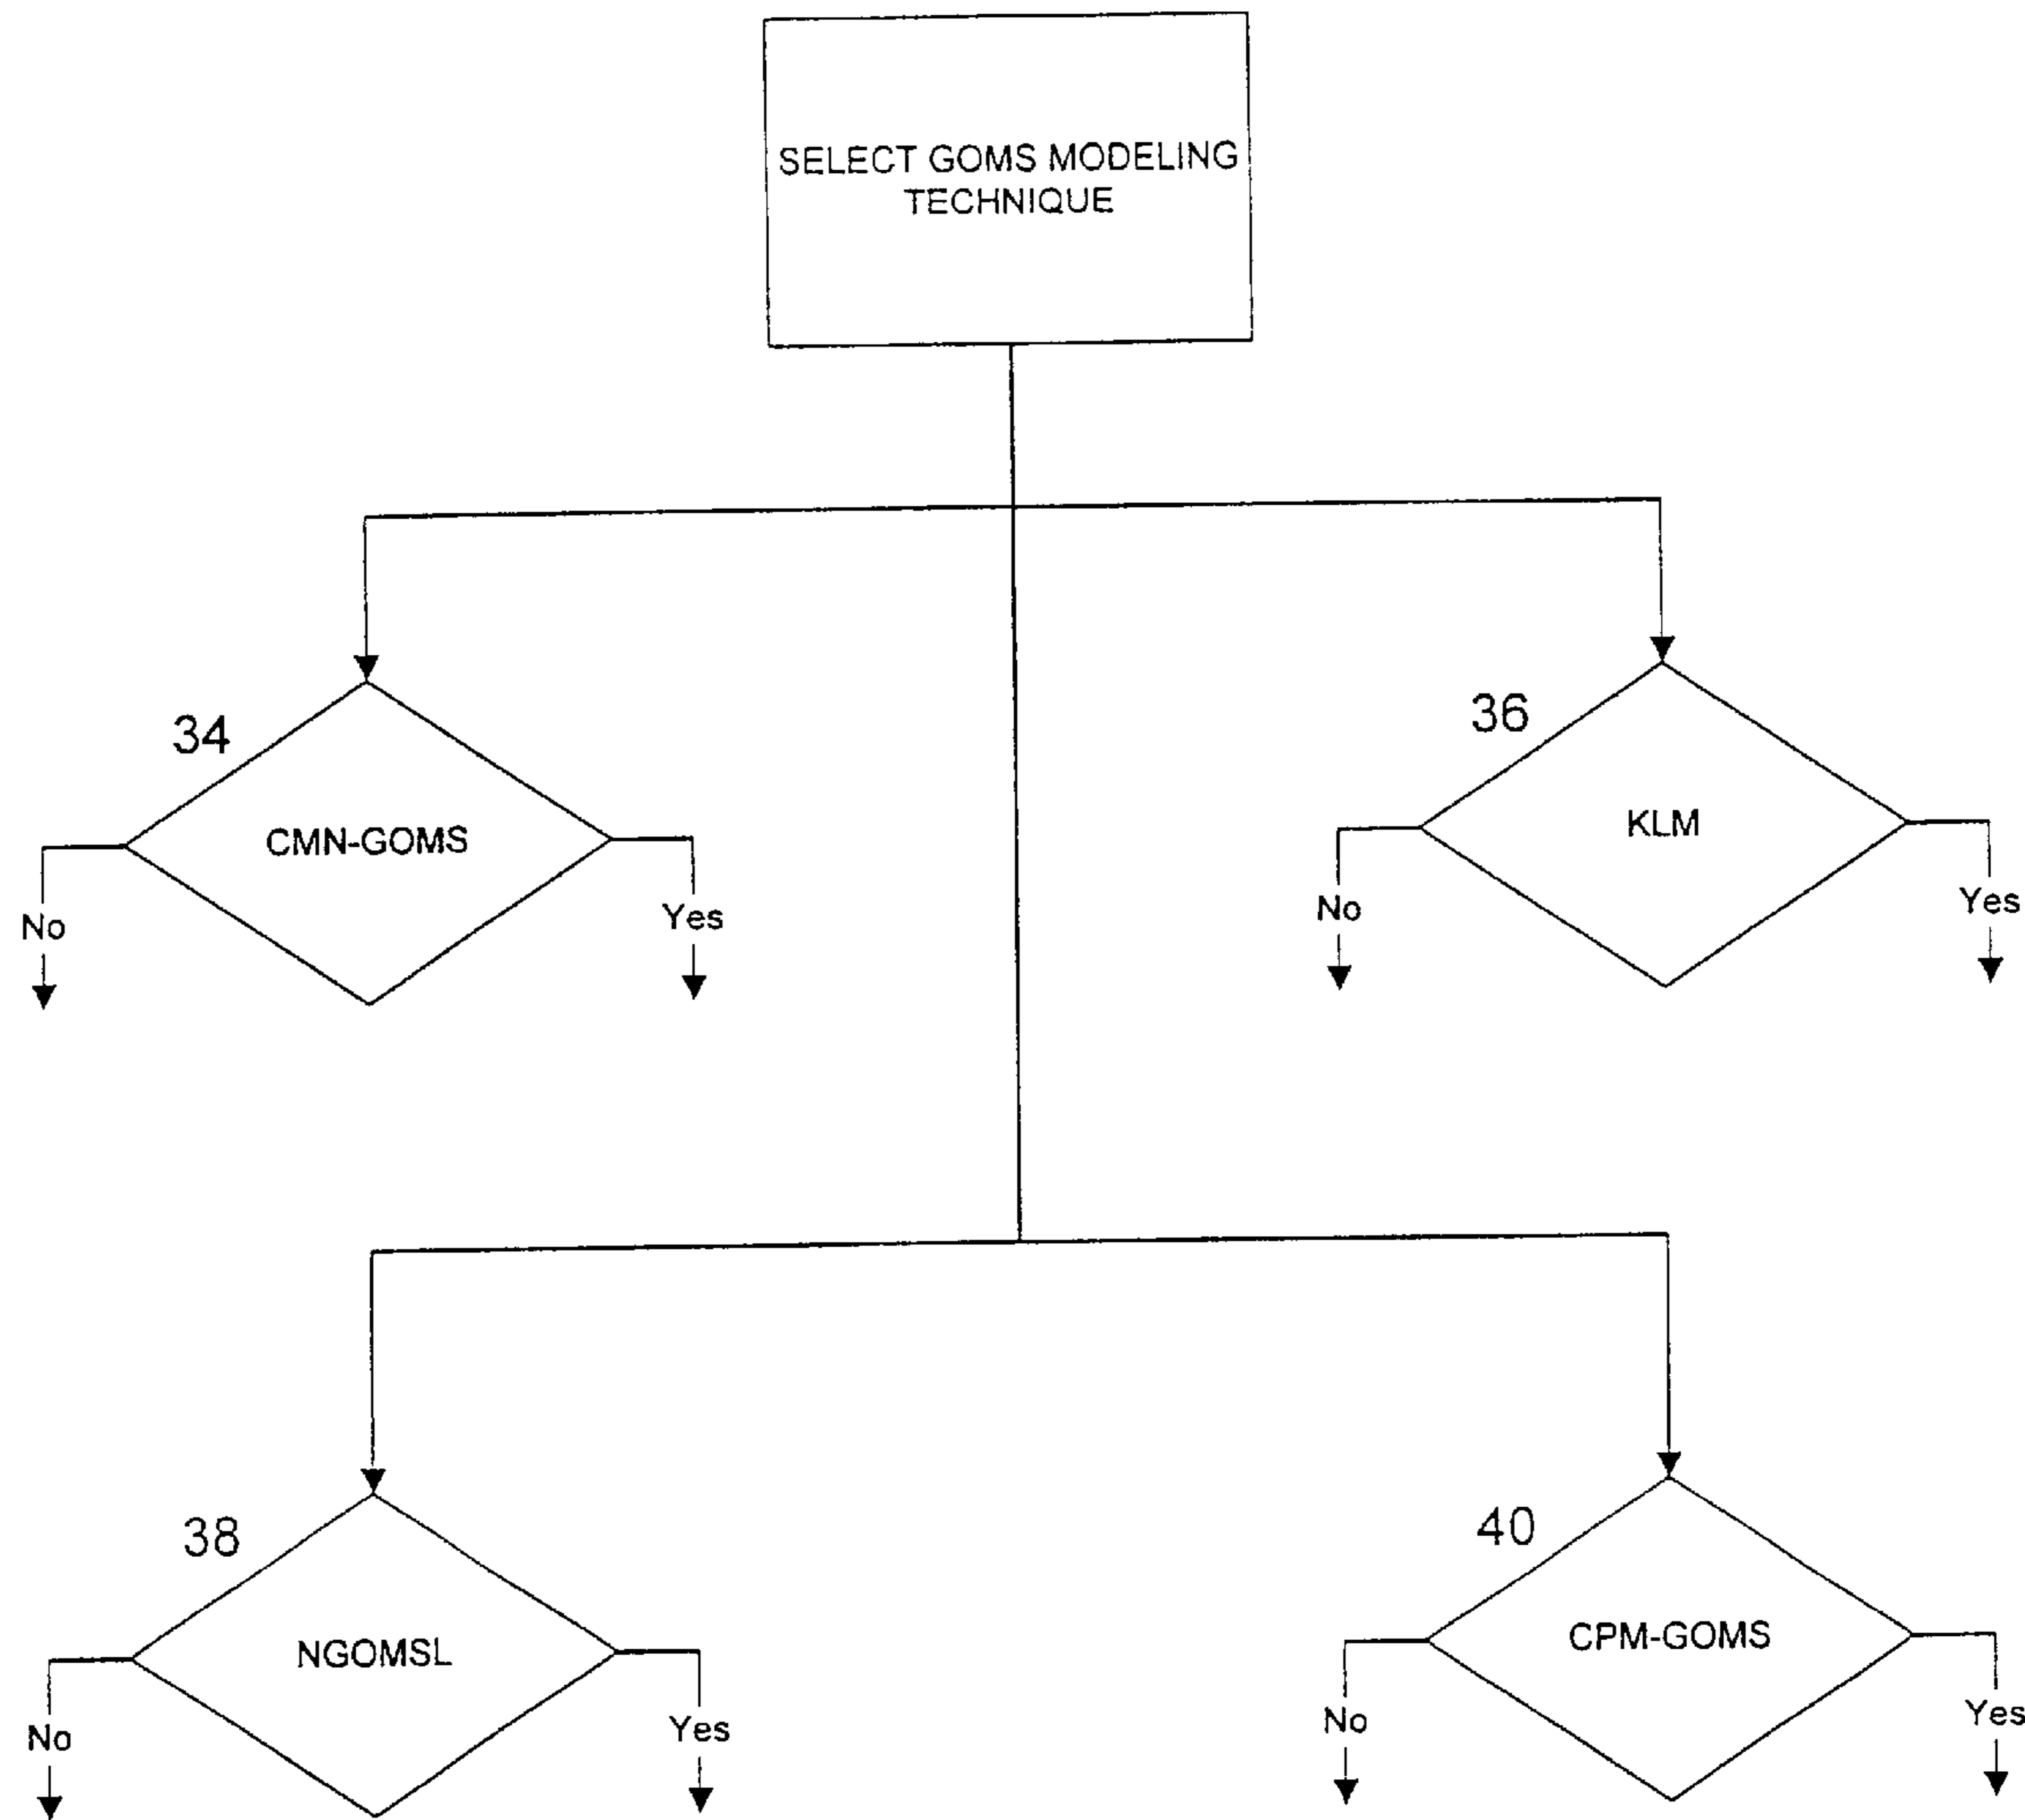 SELECT GOMS MODELING
TECHNIQUE
34
CMN-GOMS
No
Yes
36
KLM
No
Yes
38
NGOMSL
No
Yes
40
CPM-GOMS
No
Yes